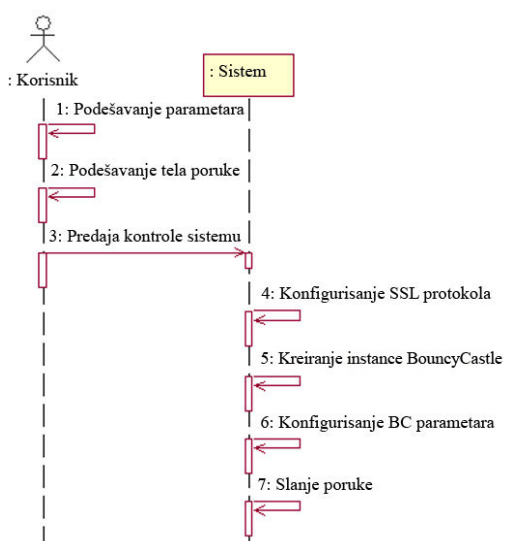 : Korisnik
: Sistem
1: Podešavanje parametara
2: Podešavanje tela poruke
3: Predaja kontrole sistemu
4: Konfigurisanje SSL protokola
5: Kreiranje instance BouncyCastle
6: Konfigurisanje BC parametara
7: Slanje poruke